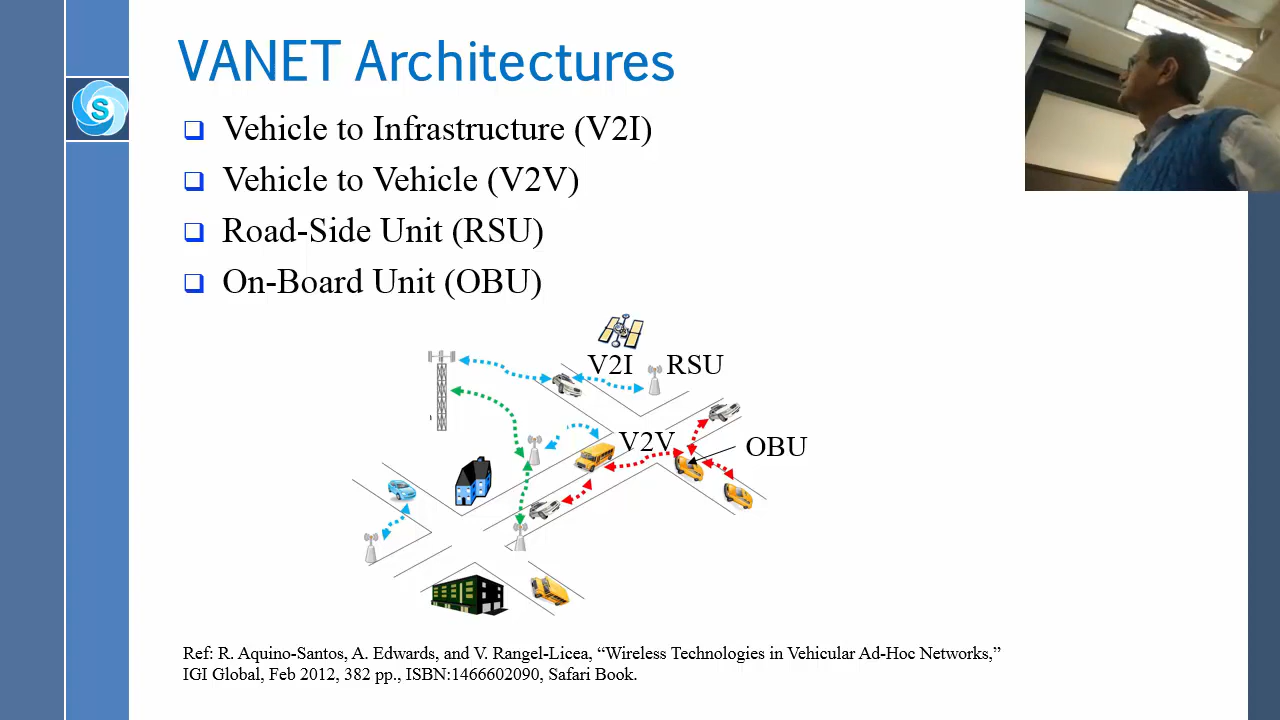 VANET Architectures
S
Vehicle to Infrastructure (V2I)
Vehicle to Vehicle (V2V)
Road-Side Unit (RSU)
On-Board Unit (OBU)
V2I RSU
V2V OBU
Ref: R. Aquino-Santos, A. Edwards, and V. Rangel-Licea, “Wireless Technologies in Vehicular Ad-Hoc Networks,”
IGI Global, Feb 2012, 382 pp., ISBN:1466602090, Safari Book.